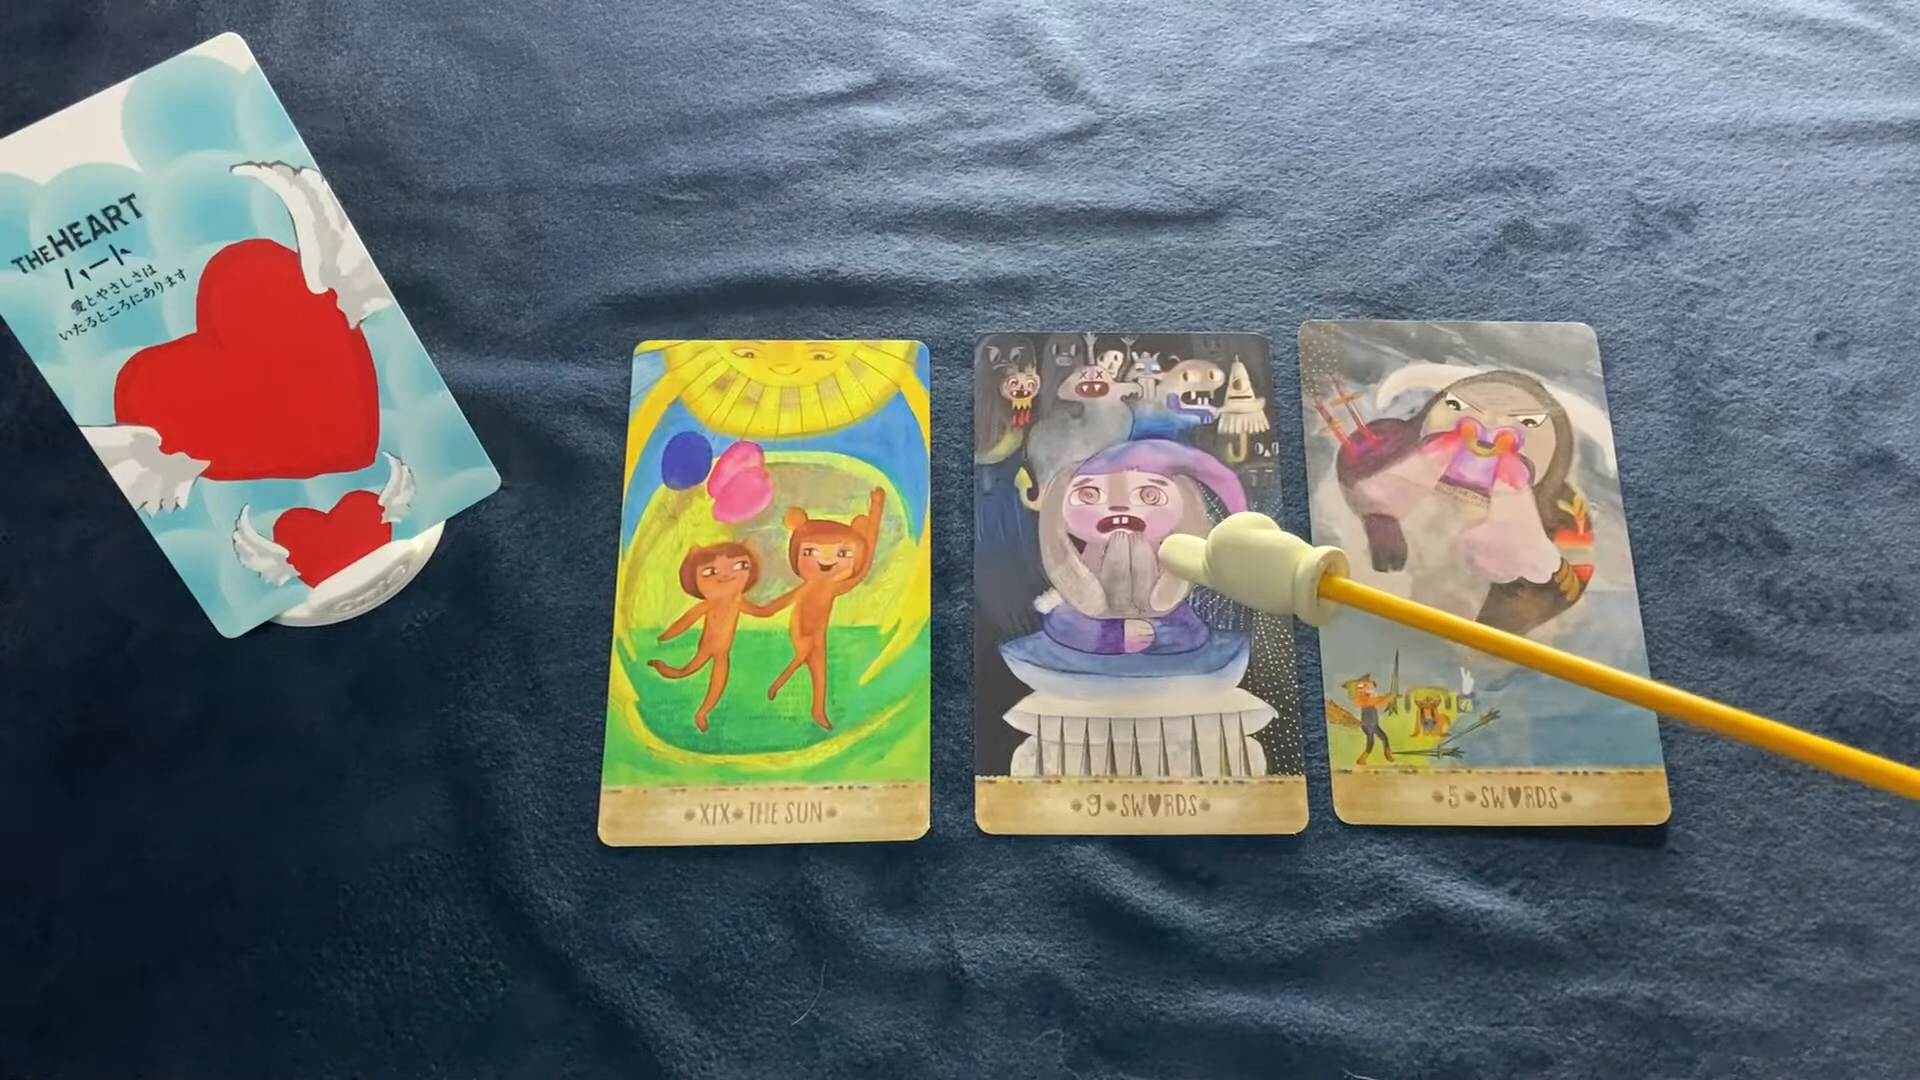 THE HEART
ハート
愛とやさしさは
いたるところにあります
XIX THE SUN
9 SW♥RDS
5 SW♥RDS